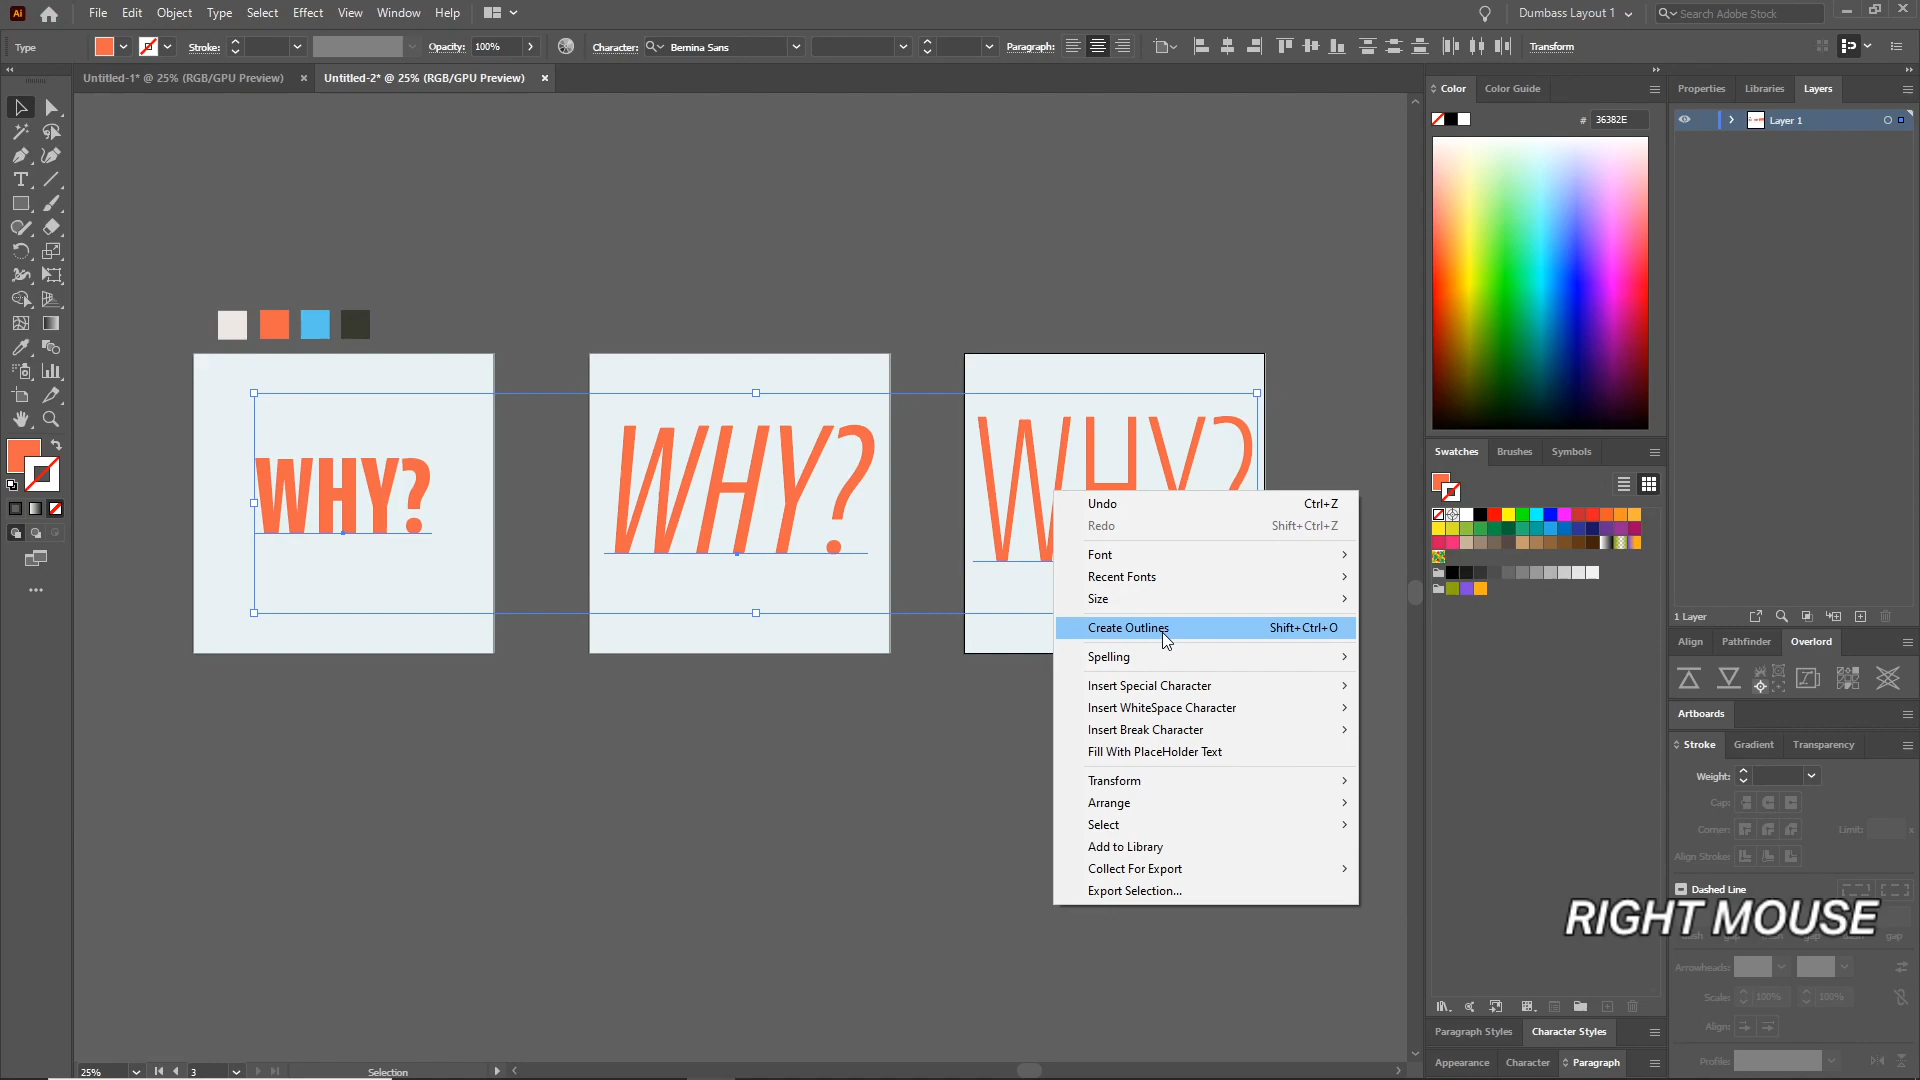 Ai File Edit Object Type Select Effect View Window Help Dumbass Layout 1 Search Adobe Stock
Type Stroke: Opacity: 100% Character: Bernina Sans Paragraph: Transform
Untitled-1* @ 25% (RGB/GPU Preview) × Untitled-2* @ 25% (RGB/GPU Preview) ×
Color Color Guide
# 36382E
Properties Libraries Layers
Layer 1
WHY?
WHY?
WHY?
Undo Ctrl+Z
Redo Shift+Ctrl+Z
Font
Recent Fonts
Size
Create Outlines Shift+Ctrl+O
Spelling
Insert Special Character
Insert WhiteSpace Character
Insert Break Character
Fill With PlaceHolder Text
Transform
Arrange
Select
Add to Library
Collect For Export
Export Selection...
Swatches Brushes Symbols
1 Layer
Align Pathfinder Overlord
Artboards
Stroke Gradient Transparency
Weight:
Cap:
Corner: Limit: x
Align Stroke:
Dashed Line
RIGHT MOUSE
gap
Arrowheads:
Scale: 100% 100%
Align:
Profile:
Paragraph Styles Character Styles
Appearance Character Paragraph
25% 3 Selection